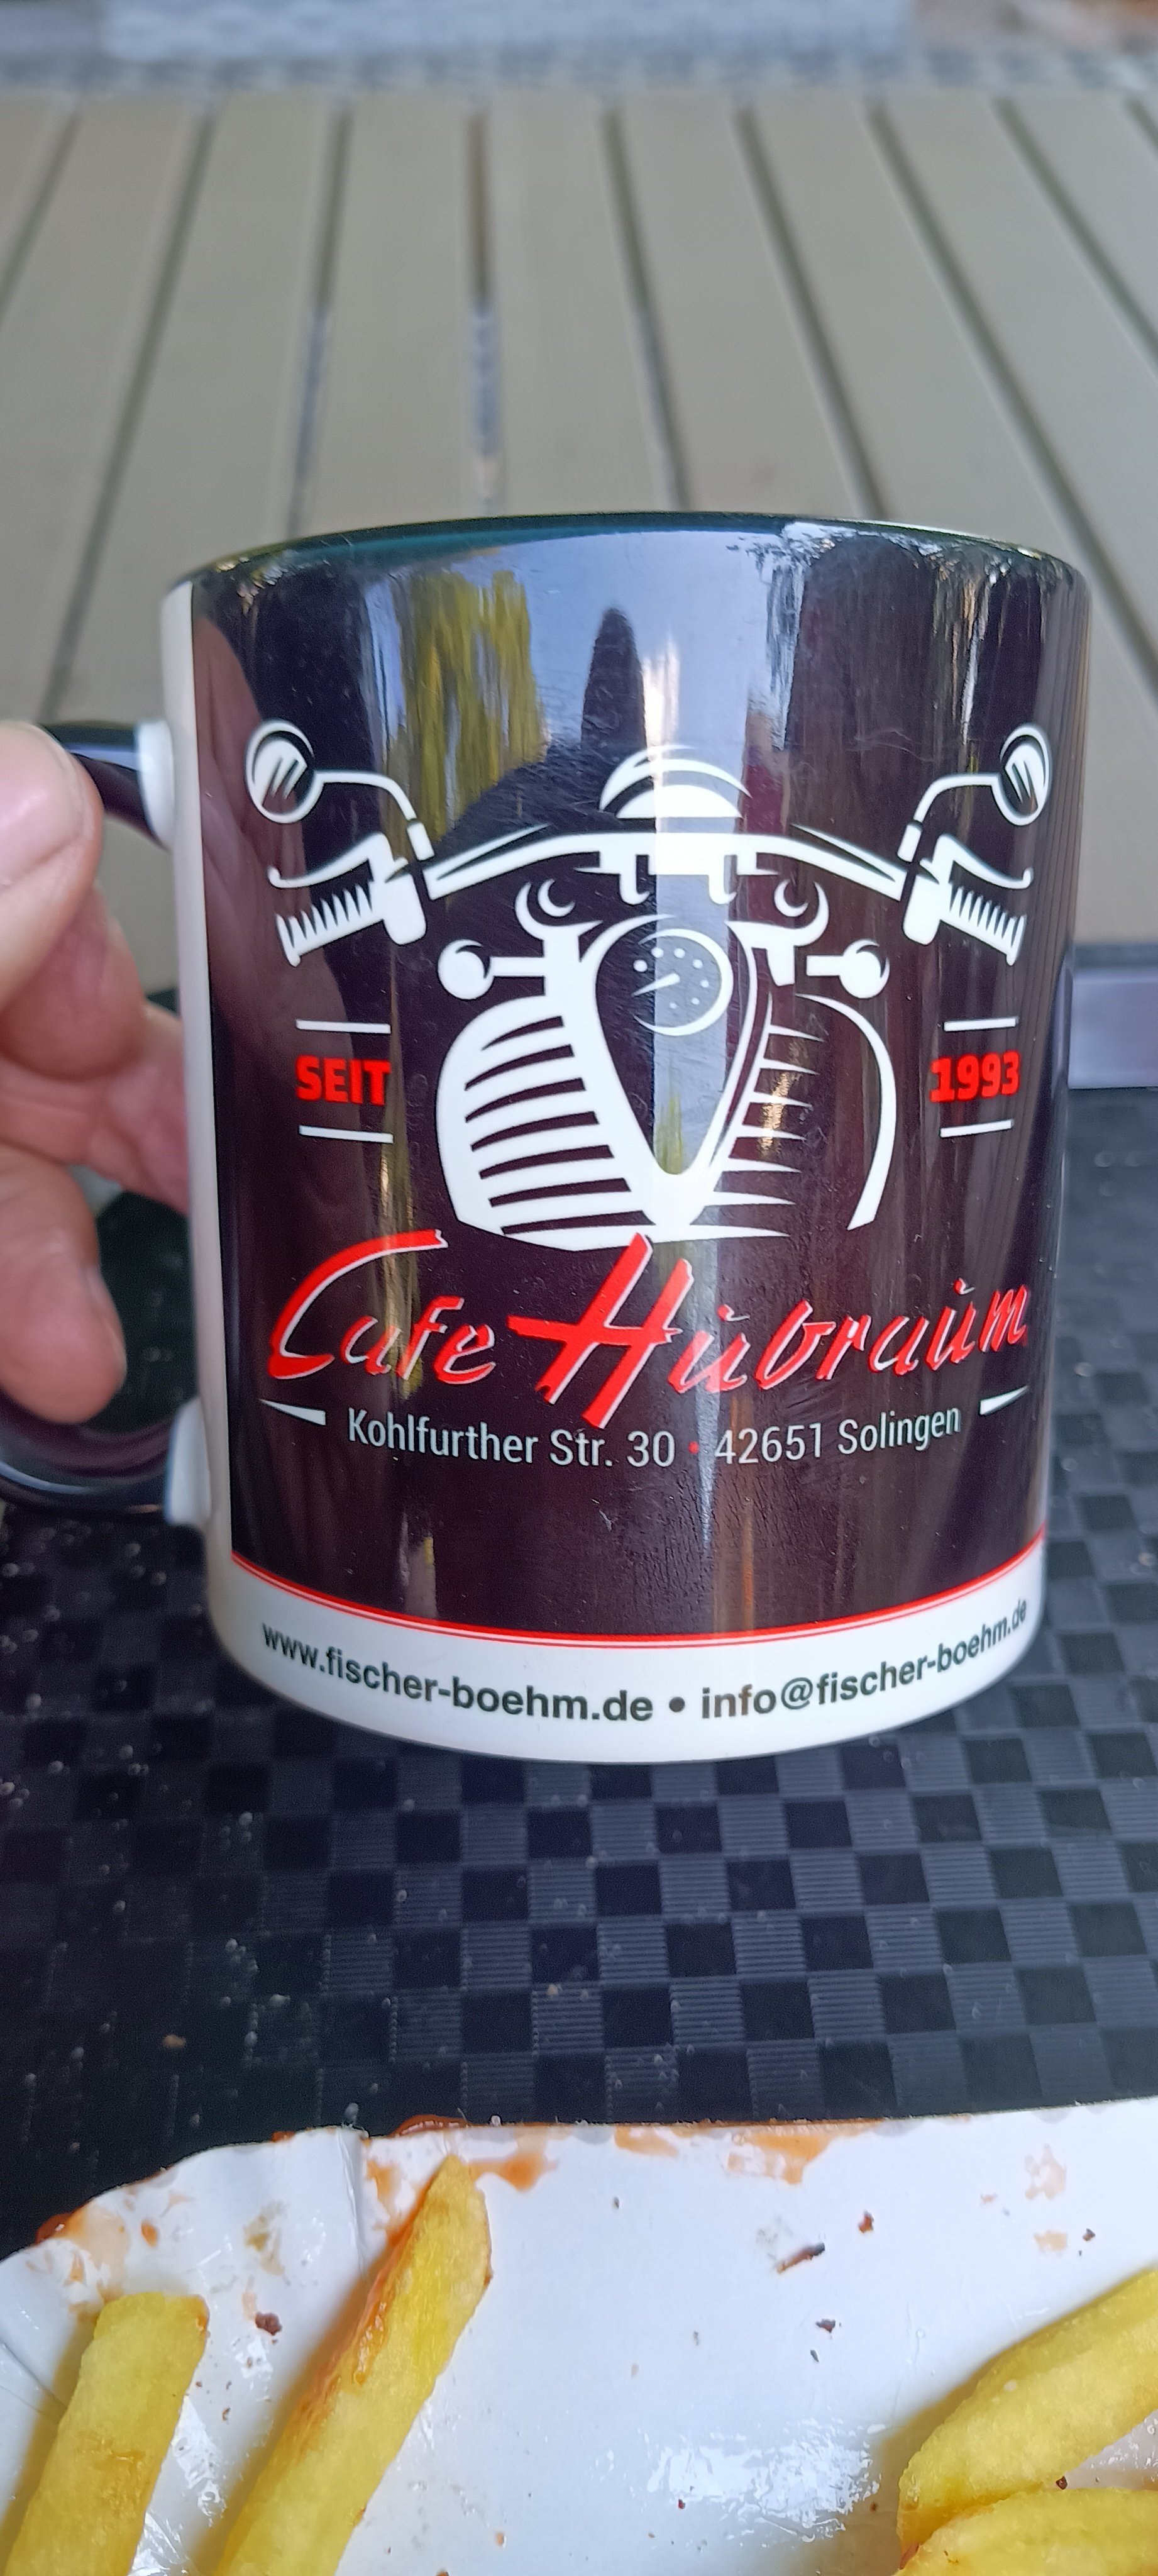 SEIT 1993
Cafe Hubraum
Kohlfurther Str. 30 • 42651 Solingen
www.fischer-boehm.de • info@fischer-boehm.de